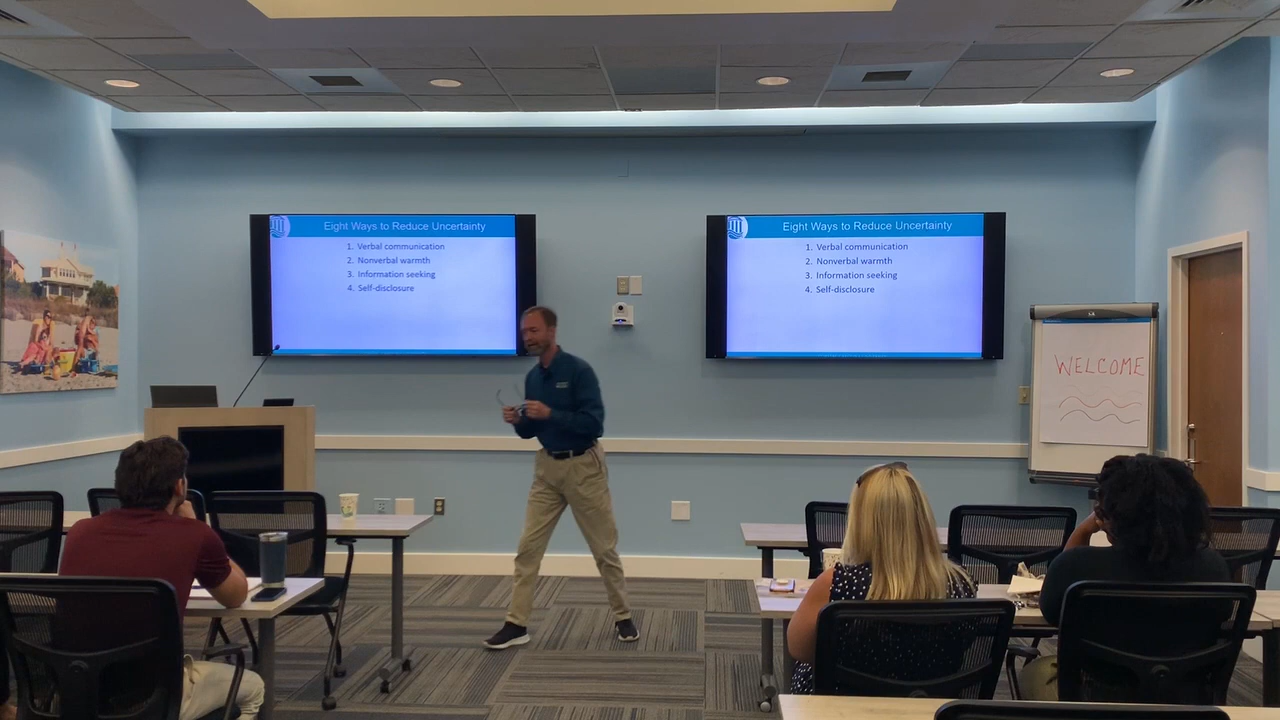 Eight Ways to Reduce Uncertainty
1. Verbal communication
2. Nonverbal warmth
3. Information seeking
4. Self-disclosure
Eight Ways to Reduce Uncertainty
1. Verbal communication
2. Nonverbal warmth
3. Information seeking
4. Self-disclosure
WELCOME